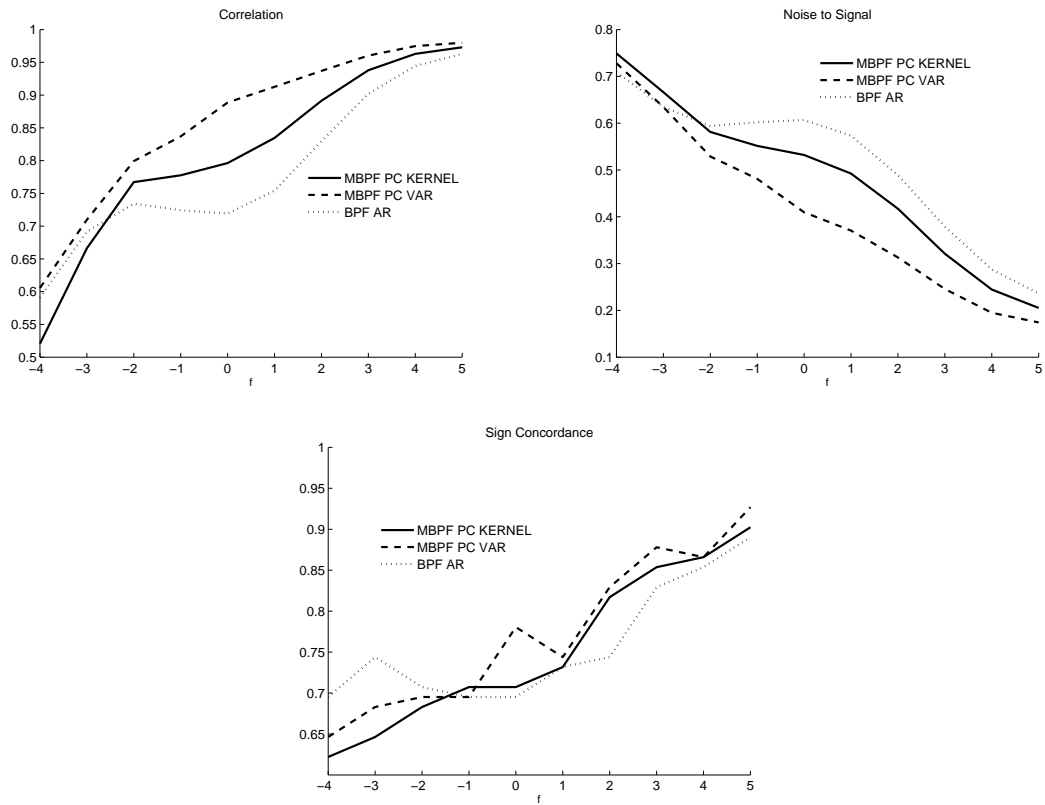 Correlation
1
0.95
0.9
0.85
0.8
0.75
0.7
0.65
0.6
0.55
0.5
MBPF PC KERNEL
MBPF PC VAR
BPF AR
−4 −3 −2 −1 0 1 2 3 4 5
f
Noise to Signal
0.8
0.7
0.6
0.5
0.4
0.3
0.2
0.1
MBPF PC KERNEL
MBPF PC VAR
BPF AR
−4 −3 −2 −1 0 1 2 3 4 5
f
Sign Concordance
1
0.95
0.9
0.85
0.8
0.75
0.7
0.65
MBPF PC KERNEL
MBPF PC VAR
BPF AR
−4 −3 −2 −1 0 1 2 3 4 5
f